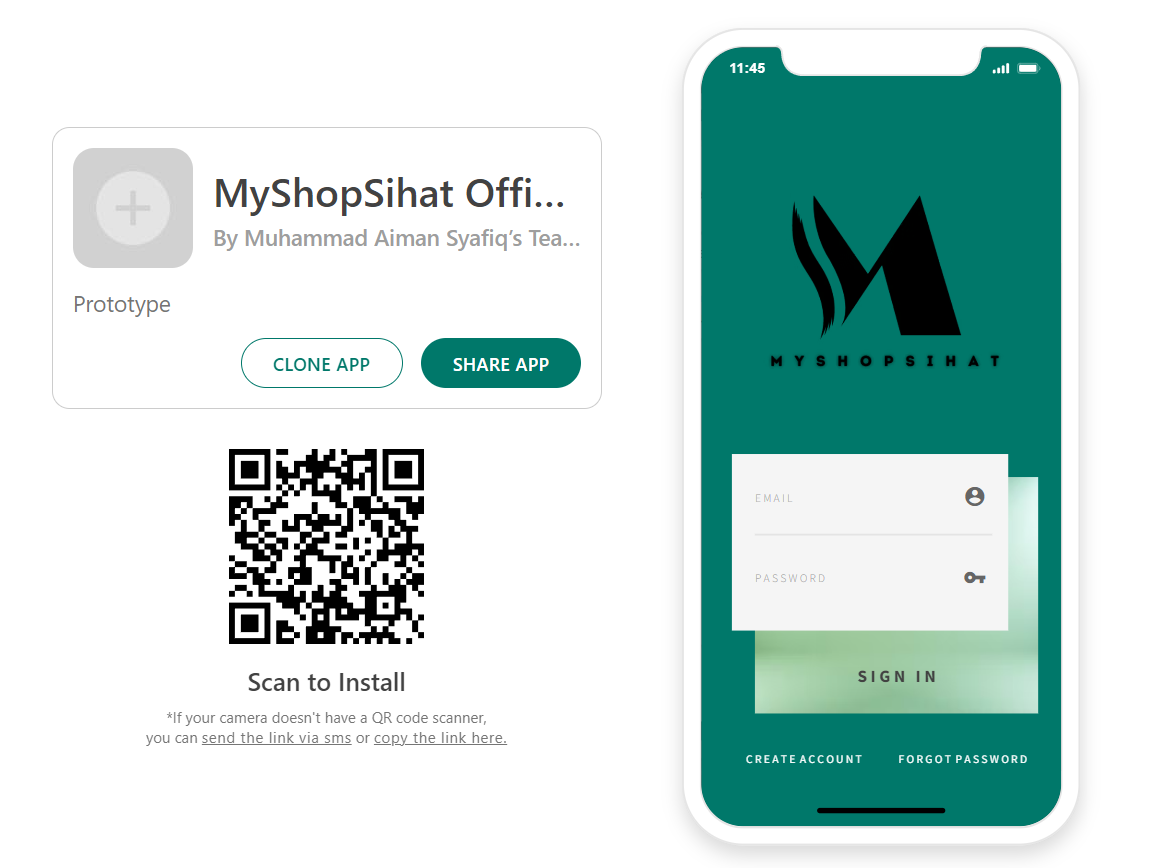 MyShopSihat Offi...
By Muhammad Aiman Syafiq's Tea...
Prototype
CLONE APP
SHARE APP
Scan to Install
*If your camera doesn't have a QR code scanner,
you can send the link via sms or copy the link here.
11:45
MYSHOPSIHAT
EMAIL
PASSWORD
SIGN IN
CREATE ACCOUNT
FORGOT PASSWORD